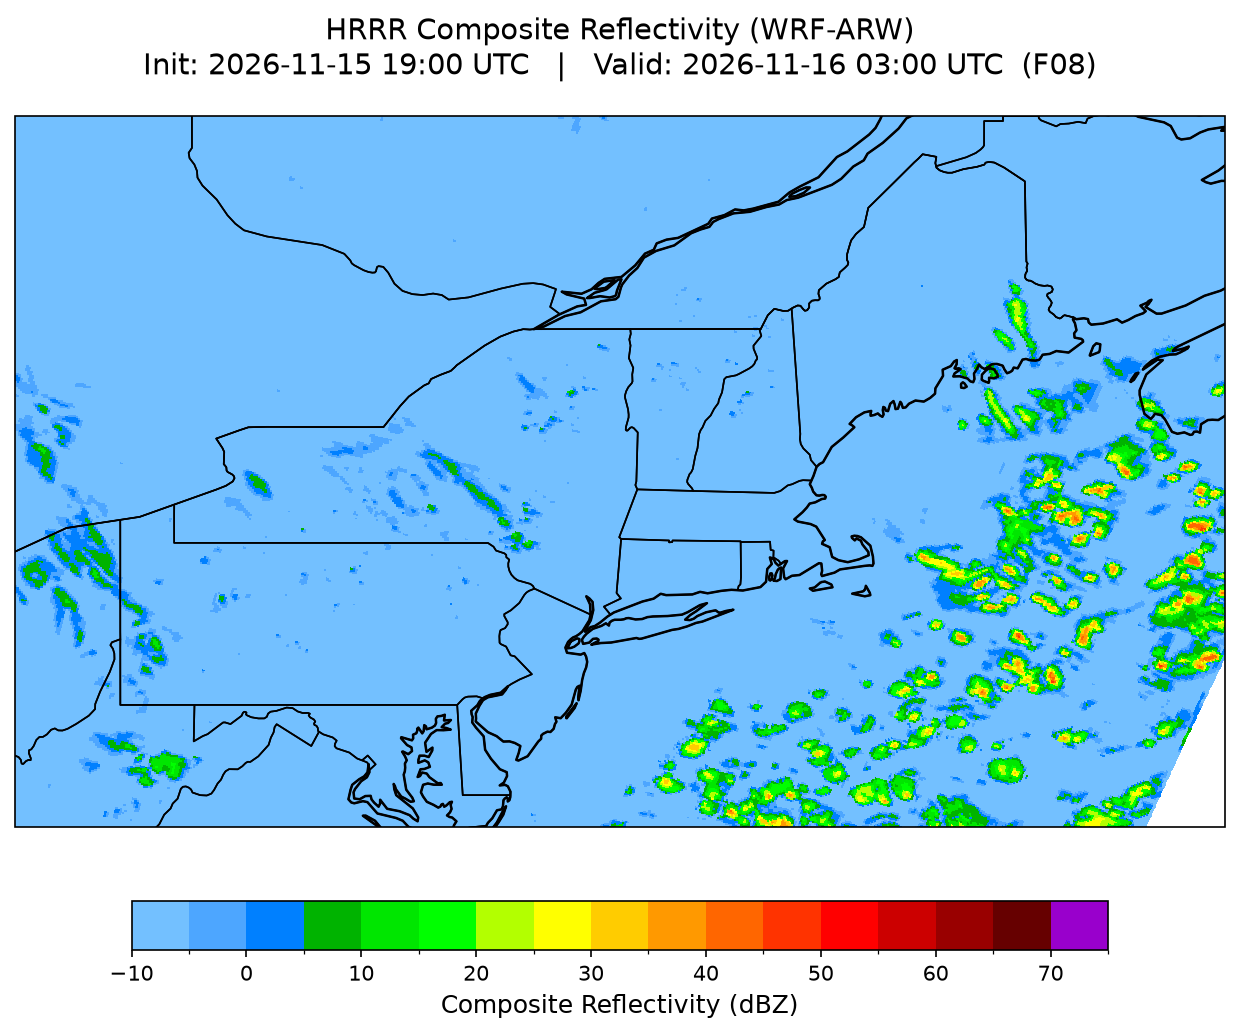 HRRR Composite Reflectivity (WRF-ARW)
Init: 2026-11-15 19:00 UTC   |   Valid: 2026-11-16 03:00 UTC  (F08)
−10 0 10 20 30 40 50 60 70
Composite Reflectivity (dBZ)